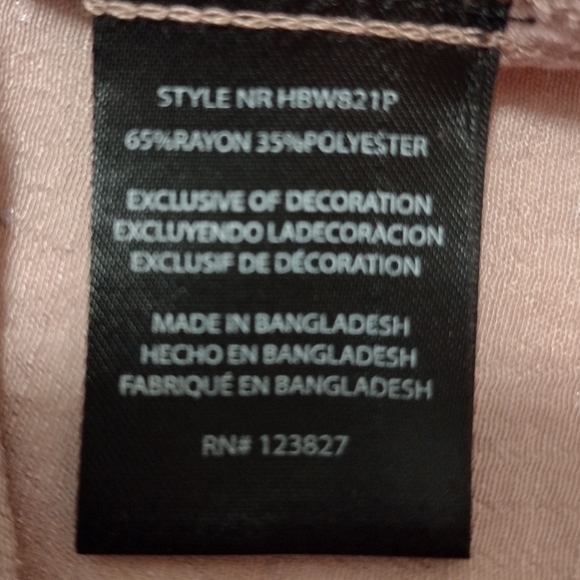 STYLE NR HBW821P
65%RAYON 35%POLYESTER
EXCLUSIVE OF DECORATION
EXCLUYENDO LADECORACION
EXCLUSIF DE DÉCORATION
MADE IN BANGLADESH
HECHO EN BANGLADESH
FABRIQUÉ EN BANGLADESH
RN# 123827